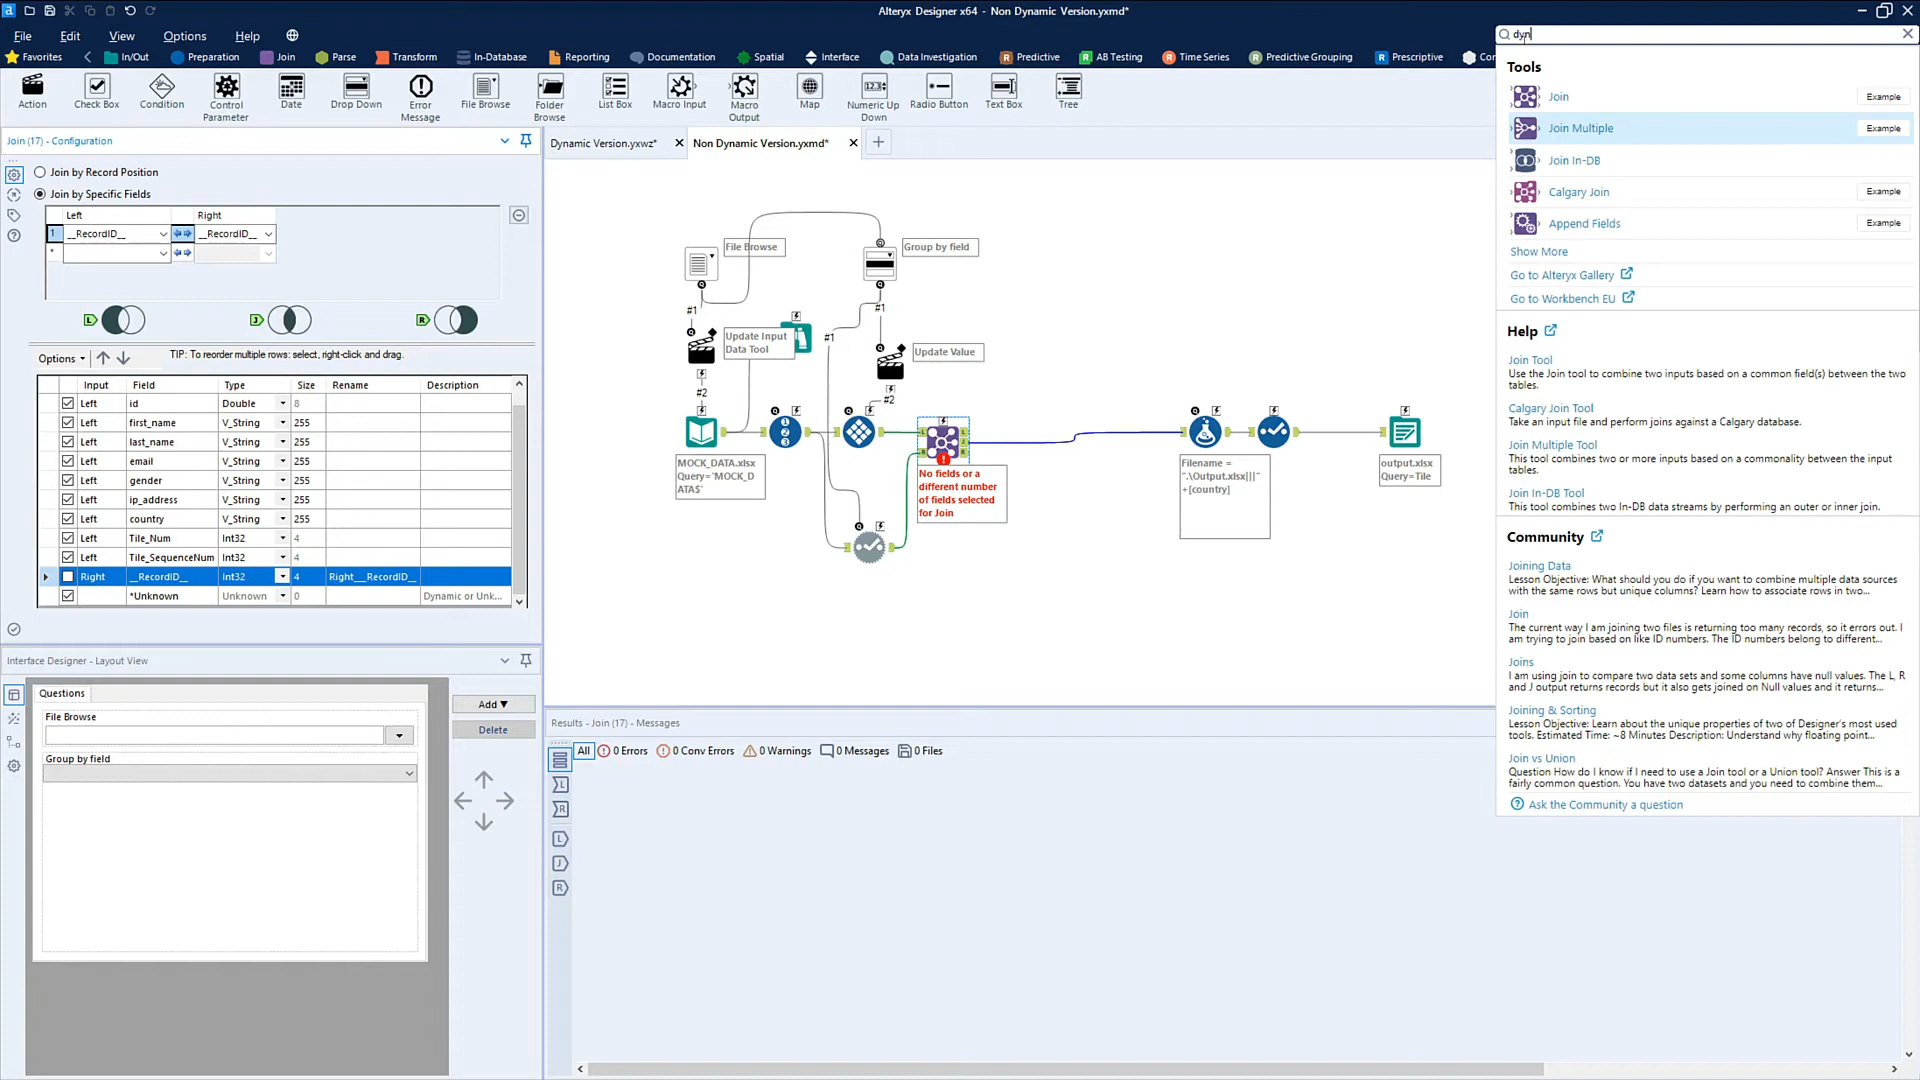 Alteryx Designer x64 - Non Dynamic Version.yxmd*
File Edit View Options Help
dyn
Favorites In/Out Preparation Join Parse Transform In-Database Reporting Documentation Spatial Interface Data Investigation Predictive AB Testing Time Series Predictive Grouping Prescriptive Con
Action
Check Box
Condition
Control Parameter
Date
Drop Down
Error Message
File Browse
Folder Browse
List Box
Macro Input
Macro Output
Map
Numeric Up Down
Radio Button
Text Box
Tree
Join (17) - Configuration
Join by Record Position
Join by Specific Fields
Left Right
1 __RecordID__ __RecordID__
*
L J R
Options
TIP: To reorder multiple rows: select, right-click and drag.
Input Field Type Size Rename Description
Left id Double 8
Left first_name V_String 255
Left last_name V_String 255
Left email V_String 255
Left gender V_String 255
Left ip_address V_String 255
Left country V_String 255
Left Tile_Num Int32 4
Left Tile_SequenceNum Int32 4
Right __RecordID__ Int32 4 Right___RecordID__
*Unknown Unknown 0 Dynamic or Unk...
Interface Designer - Layout View
Questions
File Browse
Group by field
Add
Delete
Dynamic Version.yxwz*
Non Dynamic Version.yxmd*
File Browse
Group by field
#1
#1
#1
Update Input
Data Tool
Update Value
#2
#2
MOCK_DATA.xlsx
Query=`MOCK_D
ATA$`
No fields or a
different number
of fields selected
for Join
Filename =
".\Output.xlsx|||"
+[country]
output.xlsx
Query=Tile
Results - Join (17) - Messages
All 0 Errors 0 Conv Errors 0 Warnings 0 Messages 0 Files
L
R
L
J
R
Tools
Join Example
Join Multiple Example
Join In-DB
Calgary Join Example
Append Fields Example
Show More
Go to Alteryx Gallery
Go to Workbench EU
Help
Join Tool
Use the Join tool to combine two inputs based on a common field(s) between the two
tables.
Calgary Join Tool
Take an input file and perform joins against a Calgary database.
Join Multiple Tool
This tool combines two or more inputs based on a commonality between the input
tables.
Join In-DB Tool
This tool combines two In-DB data streams by performing an outer or inner join.
Community
Joining Data
Lesson Objective: What should you do if you want to combine multiple data sources
with the same rows but unique columns? Learn how to associate rows in two...
Join
The current way I am joining two files is returning too many records, so it errors out. I
am trying to join based on like ID numbers. The ID numbers belong to different...
Joins
I am using join to compare two data sets and some columns have null values. The L, R
and J output returns records but it also gets joined on Null values and it returns...
Joining & Sorting
Lesson Objective: Learn about the unique properties of two of Designer's most used
tools. Estimated Time: ~8 Minutes Description: Understand why floating point...
Join vs Union
Question How do I know if I need to use a Join tool or a Union tool? Answer This is a
fairly common question. You have two datasets and you need to combine them...
Ask the Community a question